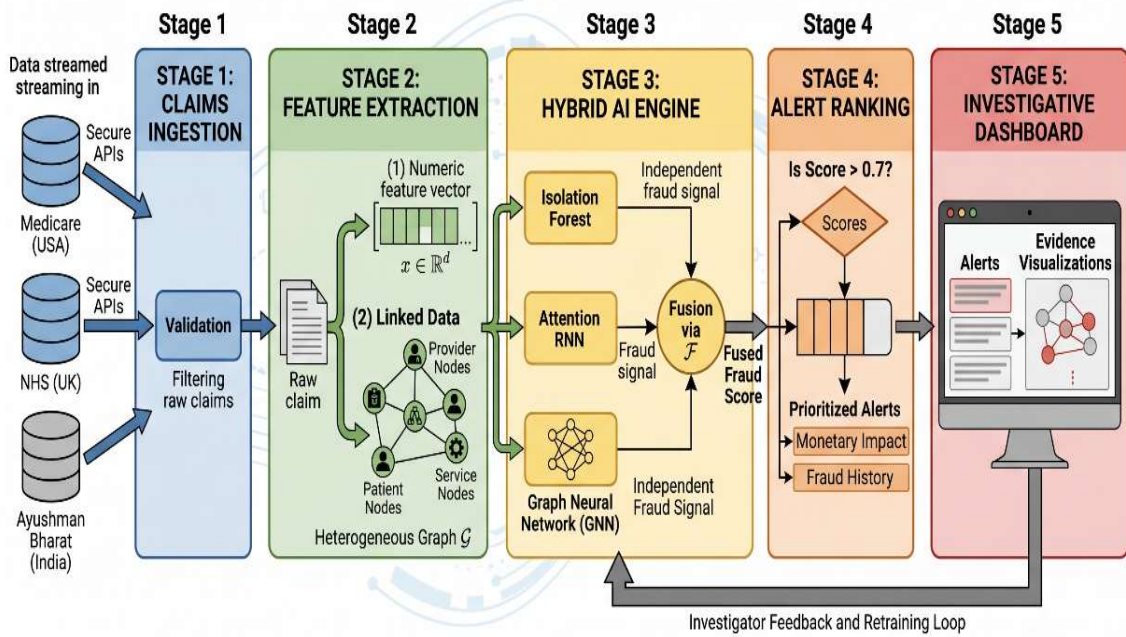 Stage 1
Stage 2
Stage 3
Stage 4
Stage 5
Data streamed
streaming in
Secure
APIs
Medicare
(USA)
Secure
APIs
NHS (UK)
Ayushman
Bharat
(India)
STAGE 1:
CLAIMS
INGESTION
Validation
Filtering
raw claims
STAGE 2:
FEATURE EXTRACTION
(1) Numeric
feature vector
...
x ∈ ℝᵈ
Raw
claim
(2) Linked Data
Provider
Nodes
Patient
Nodes
Service
Nodes
Heterogeneous Graph 𝒢
STAGE 3:
HYBRID AI ENGINE
Isolation
Forest
Independent
fraud signal
Attention
RNN
Fraud
signal
Fusion
via
ℱ
Graph Neural
Network (GNN)
Independent
Fraud Signal
Fused
Fraud
Score
STAGE 4:
ALERT RANKING
Is Score > 0.7?
Scores
Prioritized Alerts
Monetary Impact
Fraud History
STAGE 5:
INVESTIGATIVE
DASHBOARD
Alerts
Evidence
Visualizations
Investigator Feedback and Retraining Loop